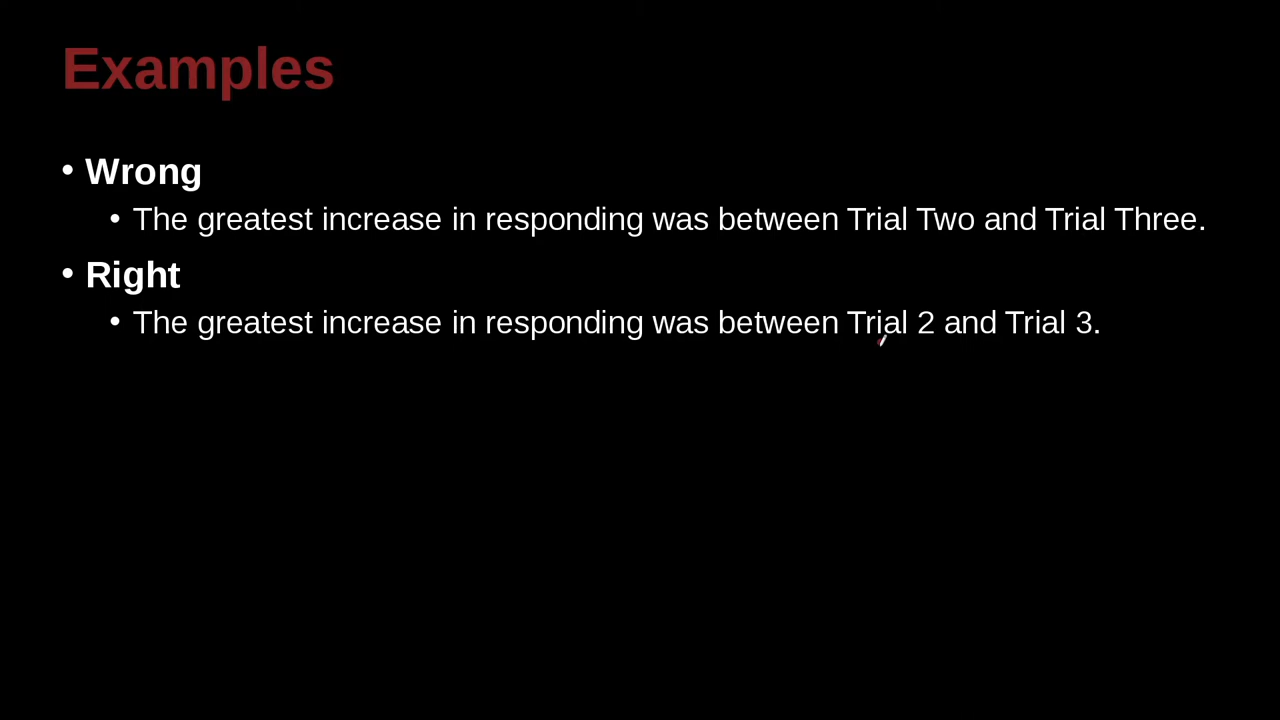 Examples
• Wrong
• The greatest increase in responding was between Trial Two and Trial Three.
• Right
• The greatest increase in responding was between Trial 2 and Trial 3.